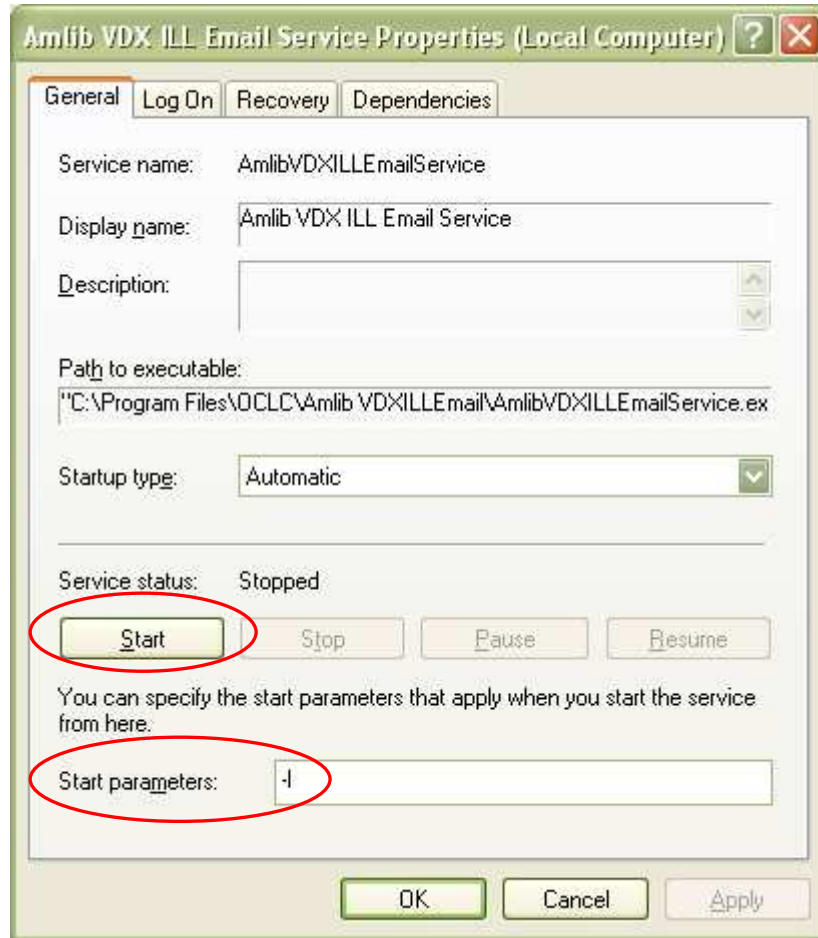 Amlib VDX ILL Email Service Properties (Local Computer)
General Log On Recovery Dependencies
Service name: AmlibVDXILLEmailService
Display name: Amlib VDX ILL Email Service
Description:
Path to executable:
"C:\Program Files\OCLC\Amlib VDXILLEmail\AmlibVDXILLEmailService.ex
Startup type: Automatic
Service status: Stopped
Start Stop Pause Resume
You can specify the start parameters that apply when you start the service
from here.
Start parameters: -l
OK Cancel Apply